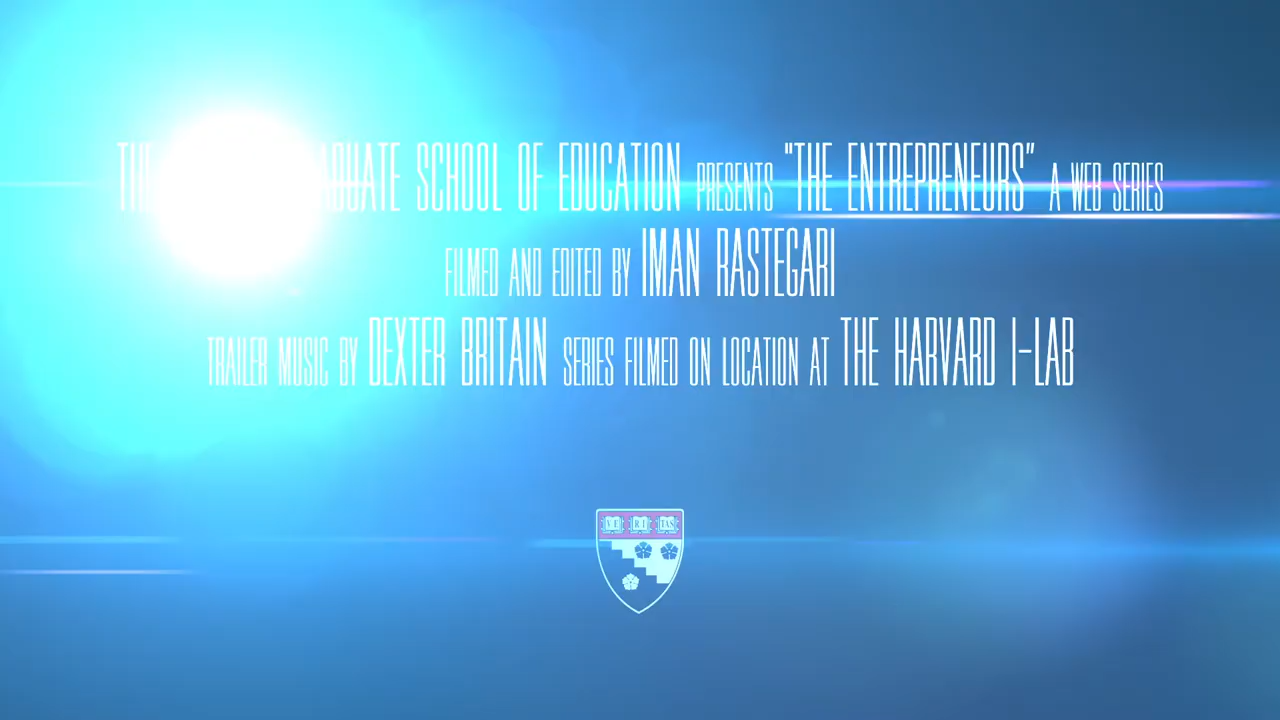 THE GRADUATE SCHOOL OF EDUCATION PRESENTS "THE ENTREPRENEURS" A WEB SERIES
FILMED AND EDITED BY IMAN RASTEGARI
TRAILER MUSIC BY DEXTER BRITAIN SERIES FILMED ON LOCATION AT THE HARVARD I-LAB
VE RI TAS